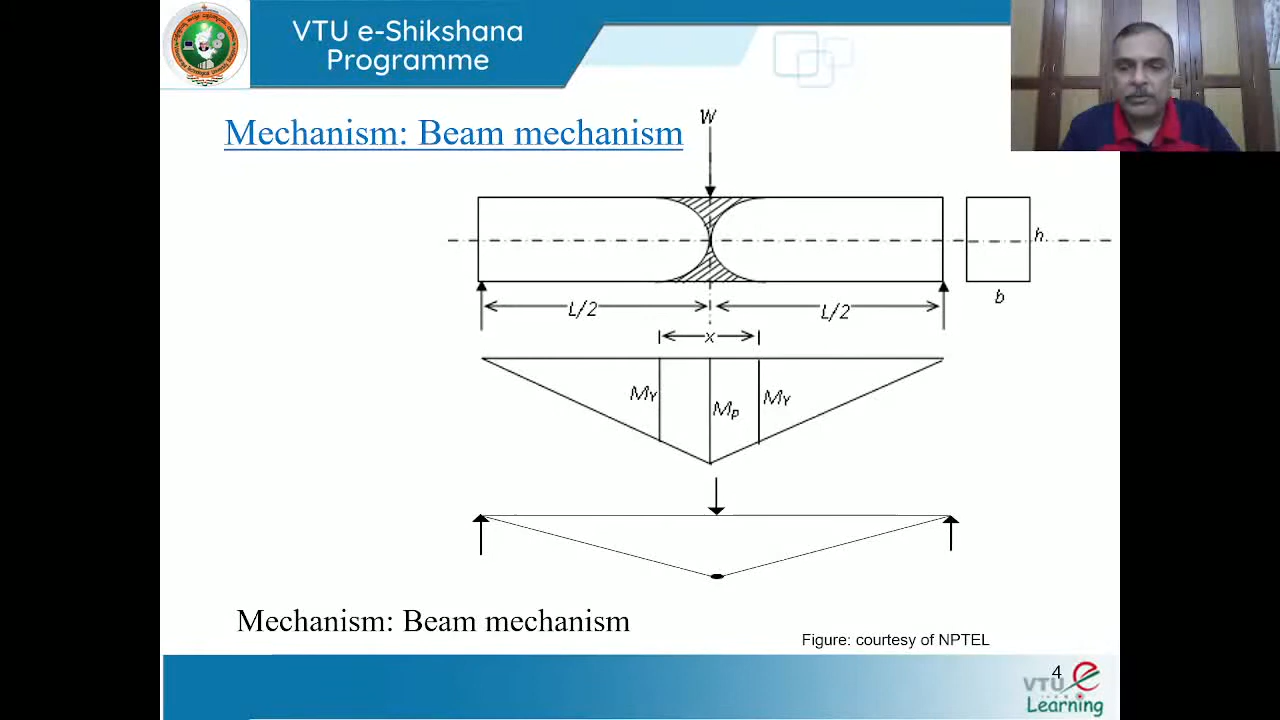 VTU e-Shikshana
Programme
Mechanism: Beam mechanism
W
h
b
L/2
L/2
x
MY
Mp
MY
Mechanism: Beam mechanism
Figure: courtesy of NPTEL
4
VTU e
Learning